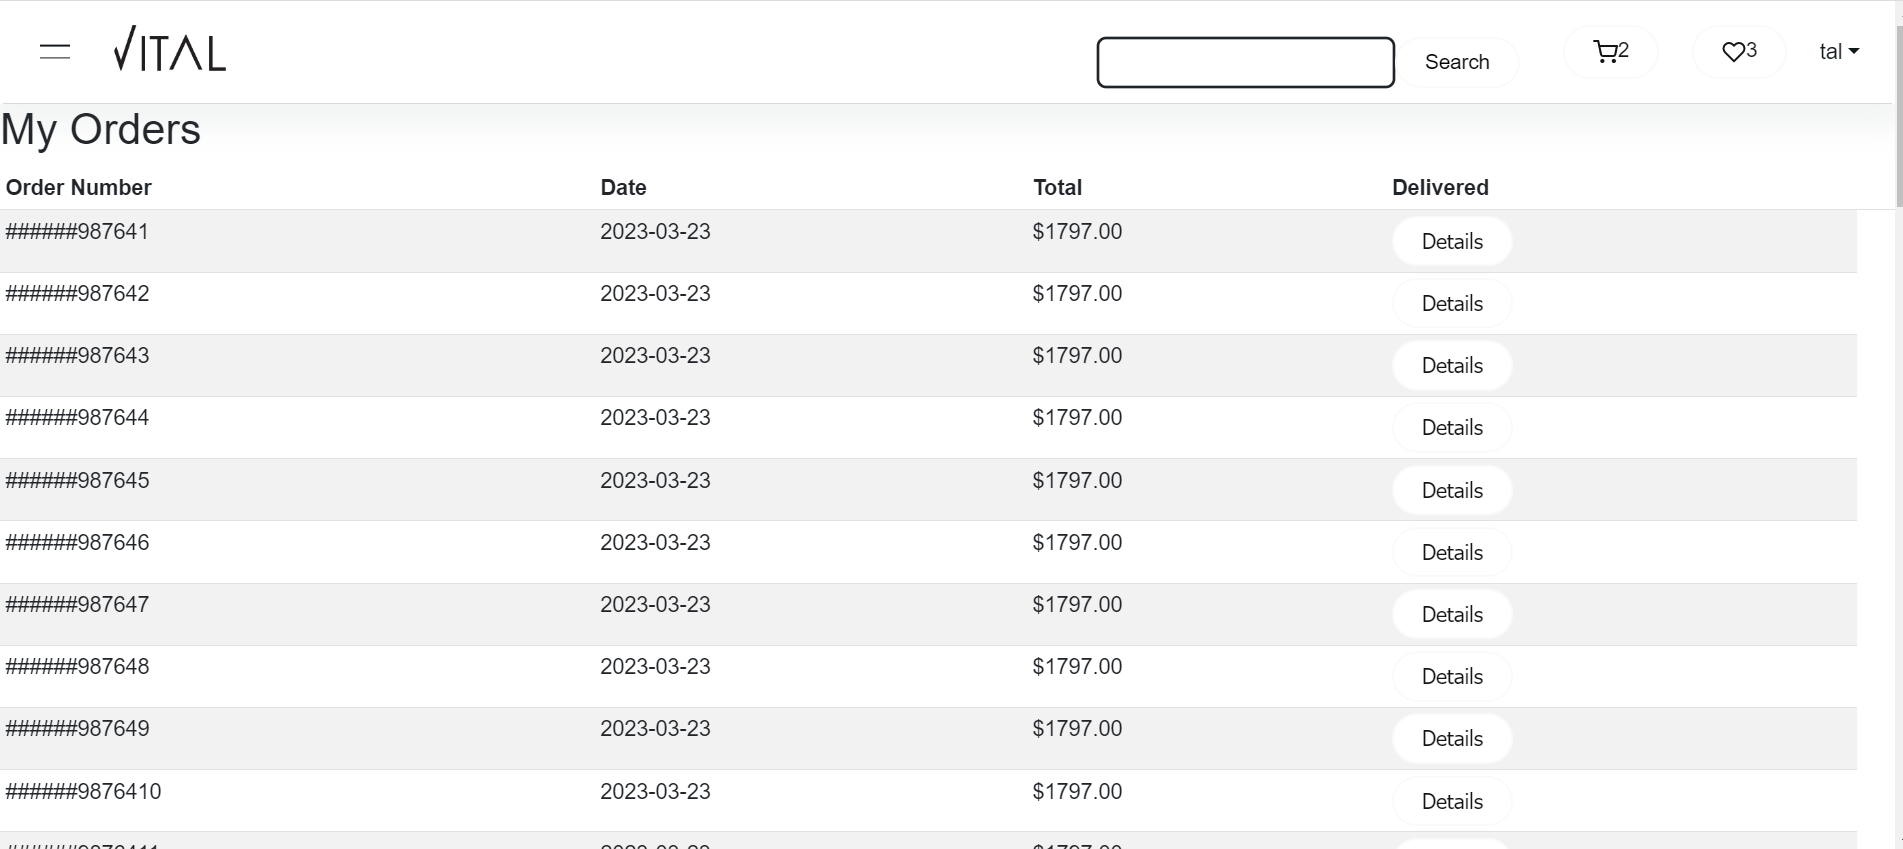 VITAL
Search
2
3
tal
My Orders
Order Number Date Total Delivered
######987641 2023-03-23 $1797.00 Details
######987642 2023-03-23 $1797.00 Details
######987643 2023-03-23 $1797.00 Details
######987644 2023-03-23 $1797.00 Details
######987645 2023-03-23 $1797.00 Details
######987646 2023-03-23 $1797.00 Details
######987647 2023-03-23 $1797.00 Details
######987648 2023-03-23 $1797.00 Details
######987649 2023-03-23 $1797.00 Details
######9876410 2023-03-23 $1797.00 Details